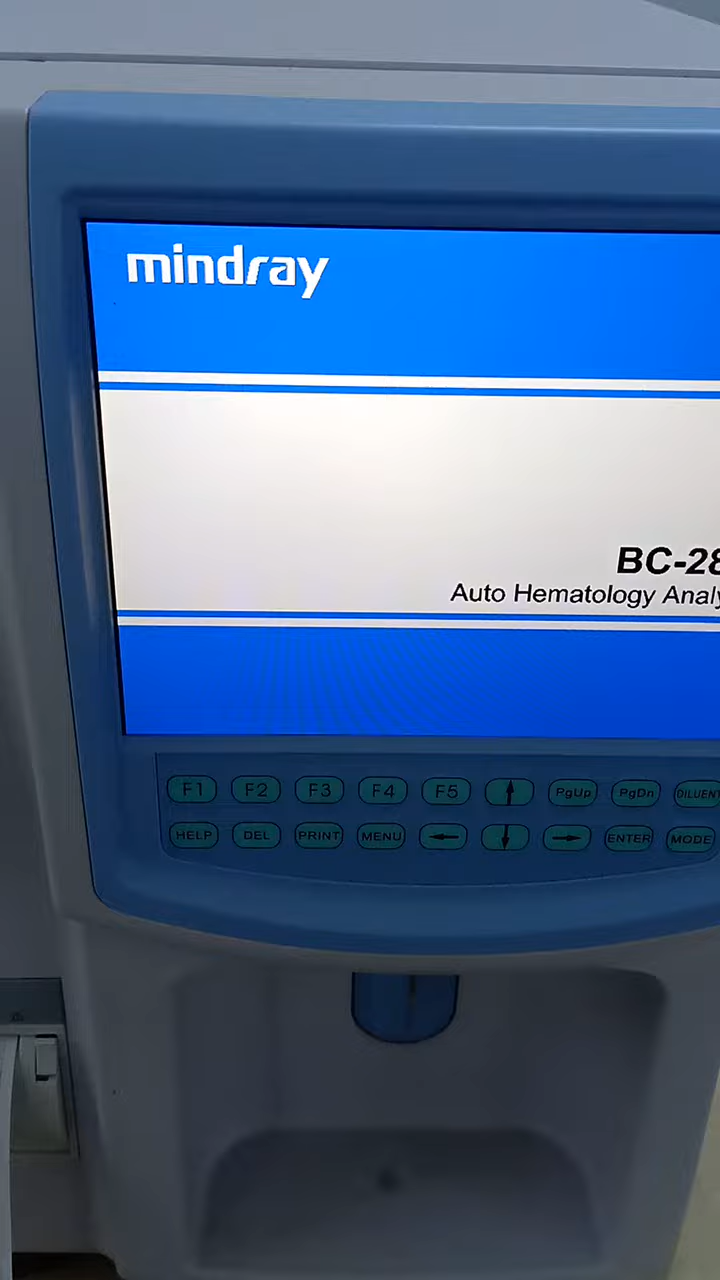 mindray
BC-28
Auto Hematology Analy
F1 F2 F3 F4 F5 PgUp PgDn DILUENT
HELP DEL PRINT MENU ENTER MODE